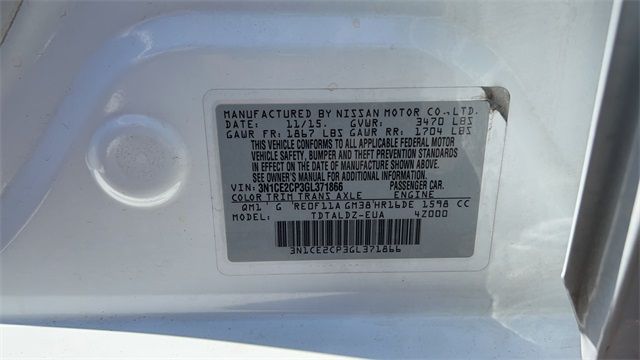 MANUFACTURED BY NISSAN MOTOR CO.,LTD.
DATE: 11/15. GVWR: 3470 LBS
GAWR FR: 1867 LBS GAWR RR: 1704 LBS
THIS VEHICLE CONFORMS TO ALL APPLICABLE FEDERAL MOTOR
VEHICLE SAFETY, BUMPER AND THEFT PREVENTION STANDARDS
IN EFFECT ON THE DATE OF MANUFACTURE SHOWN ABOVE.
SEE OWNER'S MANUAL FOR ADDITIONAL INFORMATION.
VIN: 3N1CE2CP3GL371866 PASSENGER CAR.
COLOR TRIM TRANS AXLE ENGINE
QM1 G RE0F11A GM38 HR16DE 1598 CC
MODEL: TDTALDZ-EUA 4Z000
3N1CE2CP3GL371866